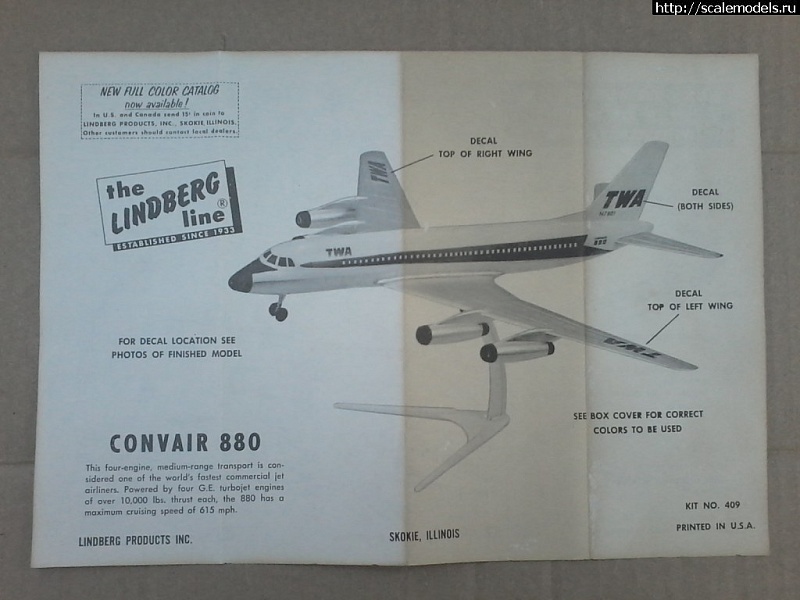 http://scalemodels.ru
NEW FULL COLOR CATALOG
now available!
In U.S. and Canada send 15¢ in coin to
LINDBERG PRODUCTS, INC., SKOKIE, ILLINOIS.
Other customers should contact local dealers.
the
LINDBERG
line ®
ESTABLISHED SINCE 1933
DECAL
TOP OF RIGHT WING
TWA
TWA
DECAL
(BOTH SIDES)
880
TWA
DECAL
TOP OF LEFT WING
TWA
FOR DECAL LOCATION SEE
PHOTOS OF FINISHED MODEL
SEE BOX COVER FOR CORRECT
COLORS TO BE USED
CONVAIR 880
This four-engine, medium-range transport is con-
sidered one of the world's fastest commercial jet
airliners. Powered by four G.E. turbojet engines
of over 10,000 lbs. thrust each, the 880 has a
maximum cruising speed of 615 mph.
KIT NO. 409
PRINTED IN U.S.A.
LINDBERG PRODUCTS INC.
SKOKIE, ILLINOIS